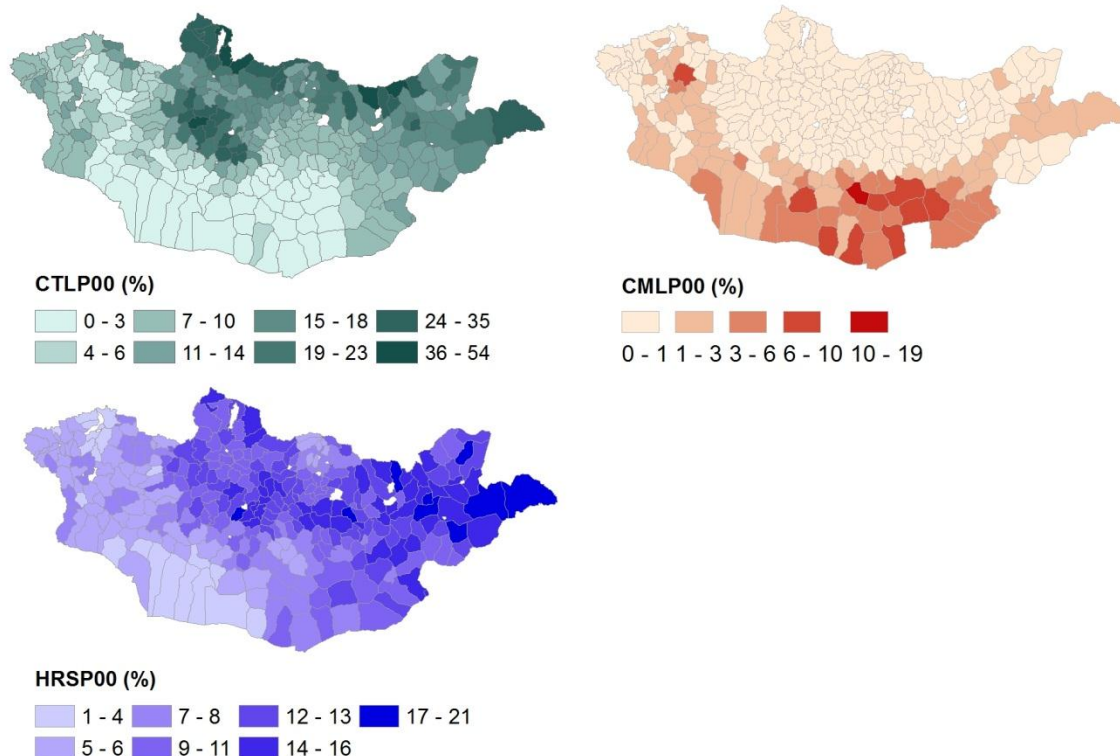 CTLP00 (%)
0 - 3 7 - 10 15 - 18 24 - 35
4 - 6 11 - 14 19 - 23 36 - 54
CMLP00 (%)
0 - 1 1 - 3 3 - 6 6 - 10 10 - 19
HRSP00 (%)
1 - 4 7 - 8 12 - 13 17 - 21
5 - 6 9 - 11 14 - 16